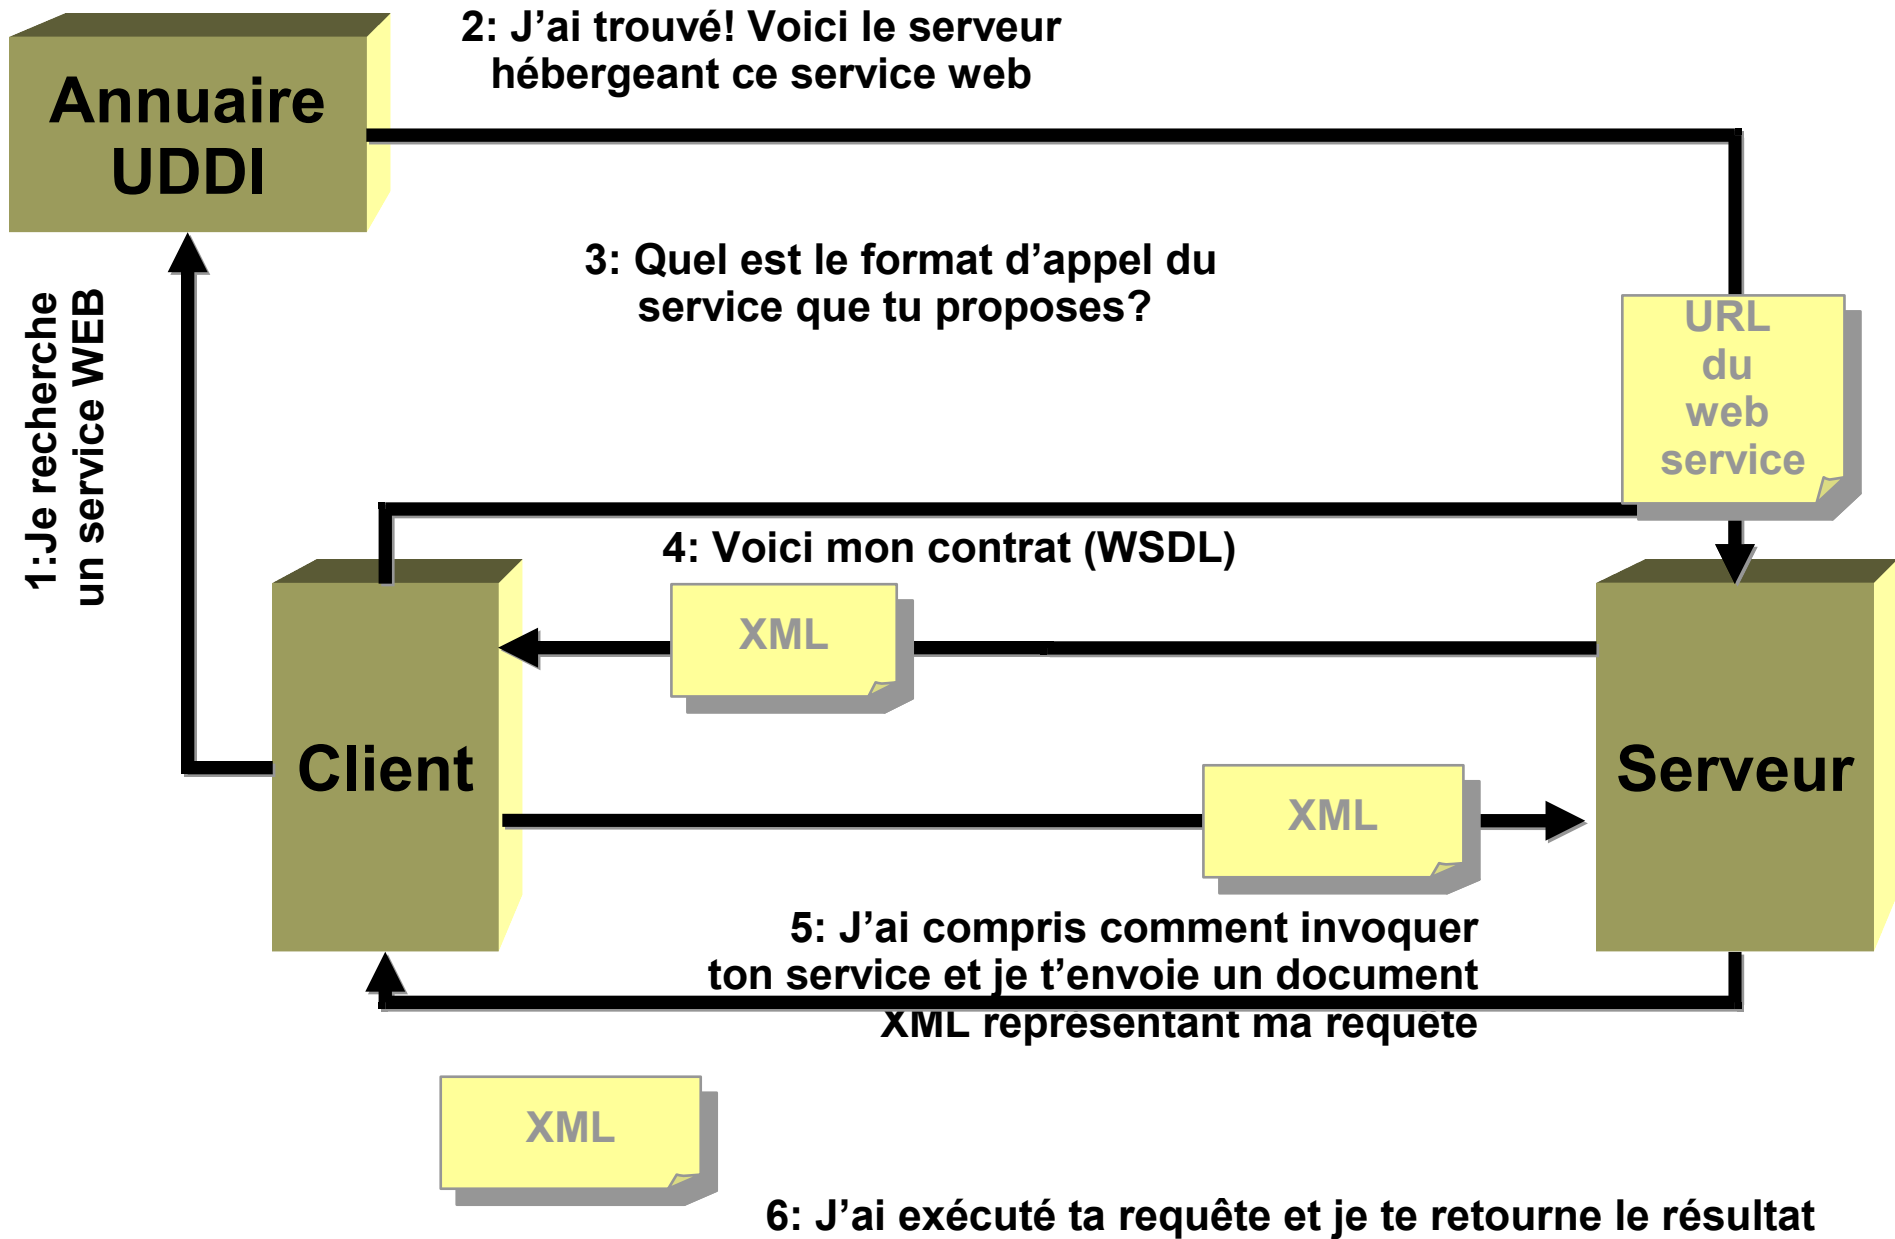 2: J’ai trouvé! Voici le serveur
hébergeant ce service web
Annuaire
UDDI
3: Quel est le format d’appel du
service que tu proposes?
1:Je recherche
un service WEB
URL
du
web
service
4: Voici mon contrat (WSDL)
XML
Client
Serveur
XML
5: J’ai compris comment invoquer
ton service et je t’envoie un document
XML représentant ma requête
XML
6: J’ai exécuté ta requête et je te retourne le résultat